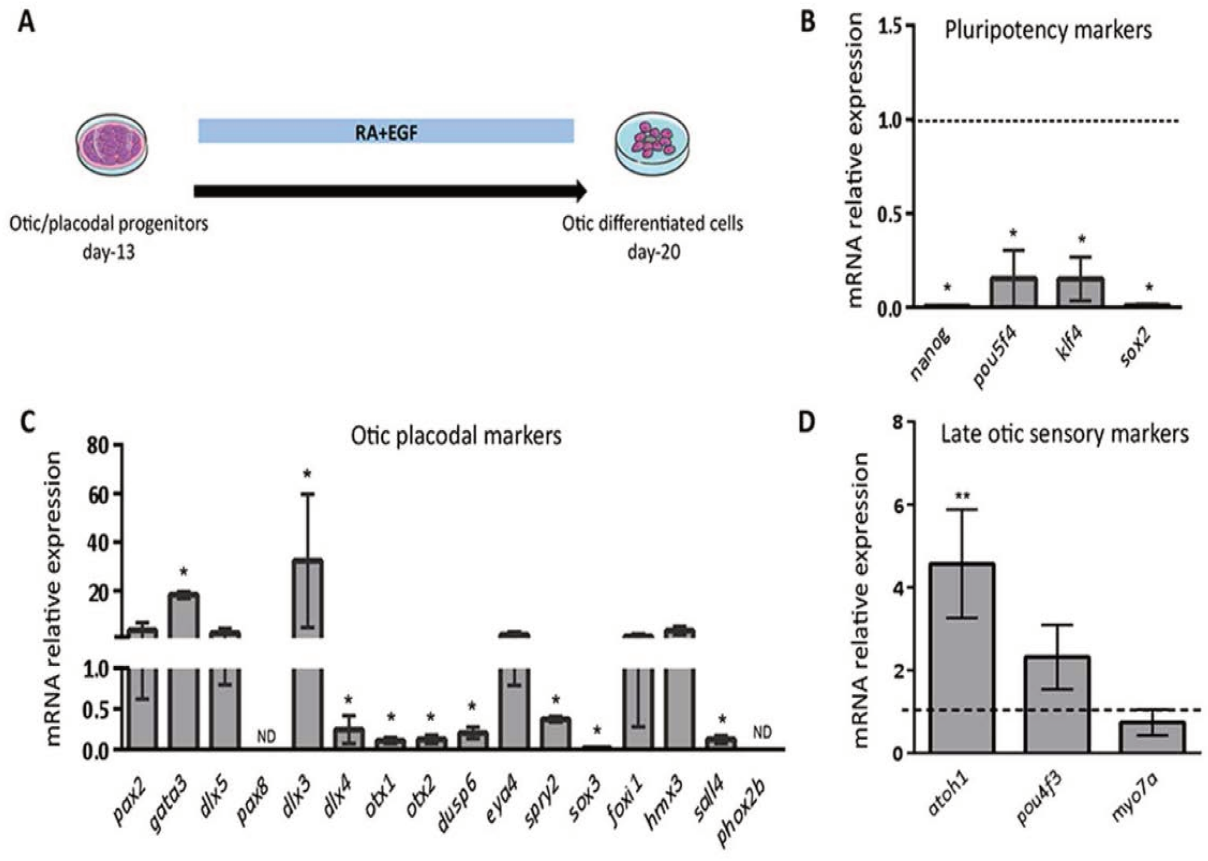 A
RA+EGF
Otic/placodal progenitors
day-13
Otic differentiated cells
day-20
B
Pluripotency markers
mRNA relative expression
1.5
1.0
0.5
0.0
*
*
*
*
nanog
pou5f4
klf4
sox2
C
Otic placodal markers
mRNA relative expression
80
60
40
20
1.0
0.5
0.0
*
ND
*
*
*
*
*
*
*
*
ND
pax2
gata3
dlx5
pax8
dlx3
dlx4
otx1
otx2
dusp6
eya4
spry2
sox3
foxi1
hmx3
sall4
phox2b
D
Late otic sensory markers
mRNA relative expression
8
6
4
2
0
**
atoh1
pou4f3
myo7a